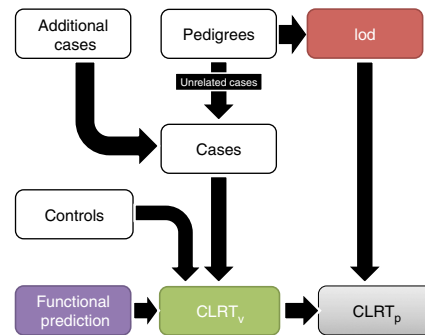 Additional
cases
Pedigrees
lod
Unrelated cases
Cases
Controls
Functional
prediction
CLRTv
CLRTp